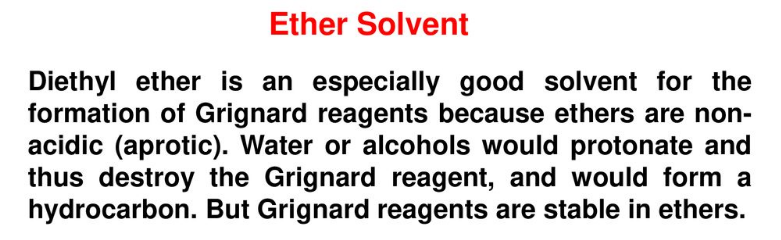 Ether Solvent
Diethyl ether is an especially good solvent for the
formation of Grignard reagents because ethers are non-
acidic (aprotic). Water or alcohols would protonate and
thus destroy the Grignard reagent, and would form a
hydrocarbon. But Grignard reagents are stable in ethers.